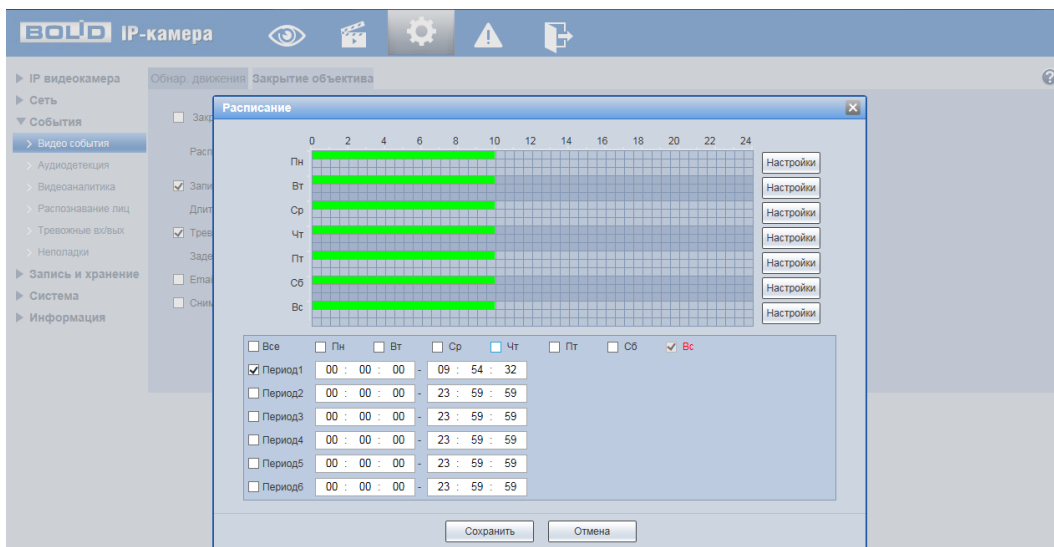 BOLID IP-камера
IP видеокамера
Сеть
События
Видео события
Аудиодетекция
Видеоаналитика
Распознавание лиц
Тревожные вх/вых
Неполадки
Запись и хранение
Система
Информация
Обнар. движения Закрытие объектива
Расписание
0 2 4 6 8 10 12 14 16 18 20 22 24
Пн Настройки
Вт Настройки
Ср Настройки
Чт Настройки
Пт Настройки
Сб Настройки
Вс Настройки
Все Пн Вт Ср Чт Пт Сб Вс
Период1 00 : 00 : 00 - 09 : 54 : 32
Период2 00 : 00 : 00 - 23 : 59 : 59
Период3 00 : 00 : 00 - 23 : 59 : 59
Период4 00 : 00 : 00 - 23 : 59 : 59
Период5 00 : 00 : 00 - 23 : 59 : 59
Период6 00 : 00 : 00 - 23 : 59 : 59
Сохранить Отмена